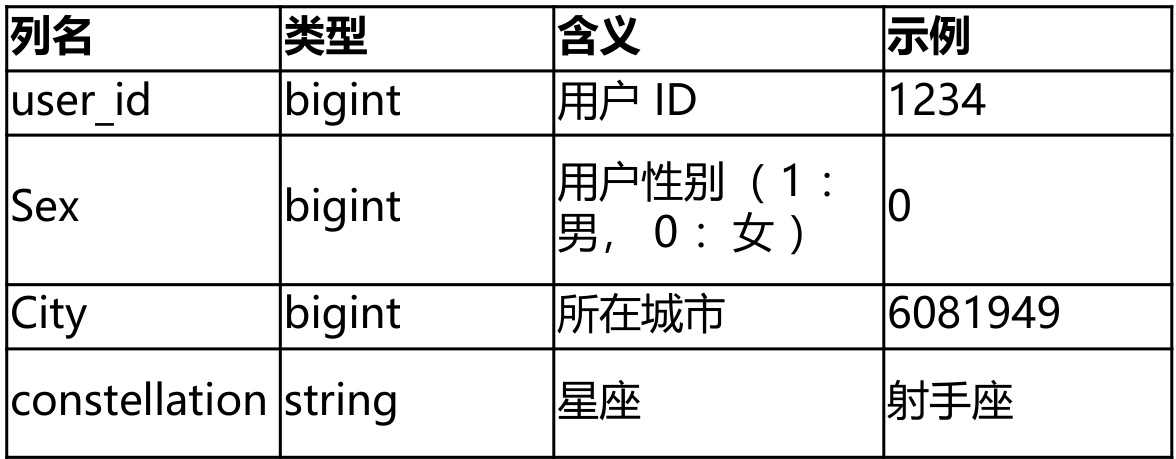 列名 类型 含义 示例
user_id bigint 用户 ID 1234
Sex bigint 用户性别（1：男， 0：女） 0
City bigint 所在城市 6081949
constellation string 星座 射手座